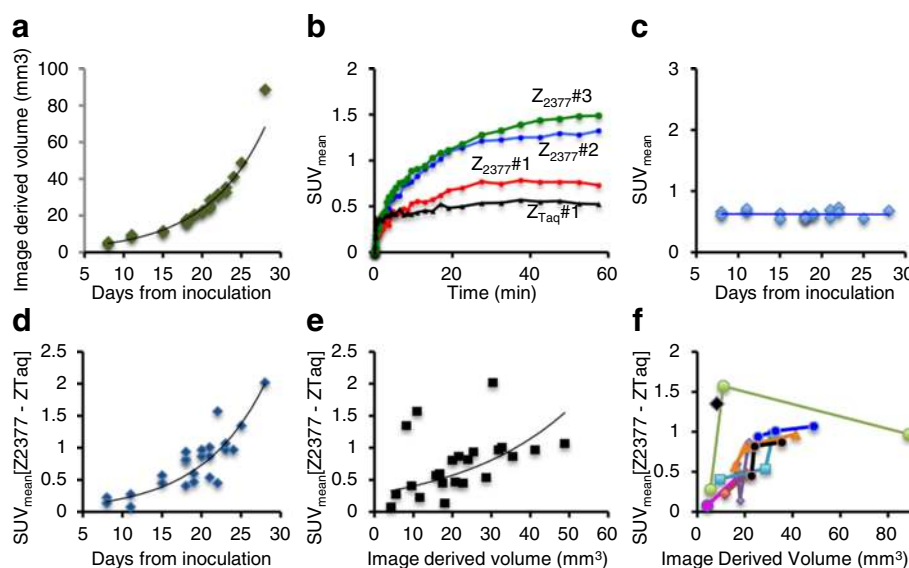 a
Image derived volume (mm3)
100
80
60
40
20
0
5 10 15 20 25 30
Days from inoculation
b
SUVmean
2
1.5
1
0.5
0
0 20 40 60
Time (min)
Z2377#3
Z2377#2
Z2377#1
ZTaq#1
c
SUVmean
3
2
1
0
5 10 15 20 25 30
Days from inoculation
d
SUVmean[Z2377 - ZTaq]
2.5
2
1.5
1
0.5
0
5 10 15 20 25 30
Days from inoculation
e
SUVmean[Z2377 - ZTaq]
2.5
2
1.5
1
0.5
0
0 10 20 30 40 50 60
Image derived volume (mm³)
f
SUVmean[Z2377 - ZTaq]
2.5
2
1.5
1
0.5
0
0 20 40 60 80
Image Derived Volume (mm³)